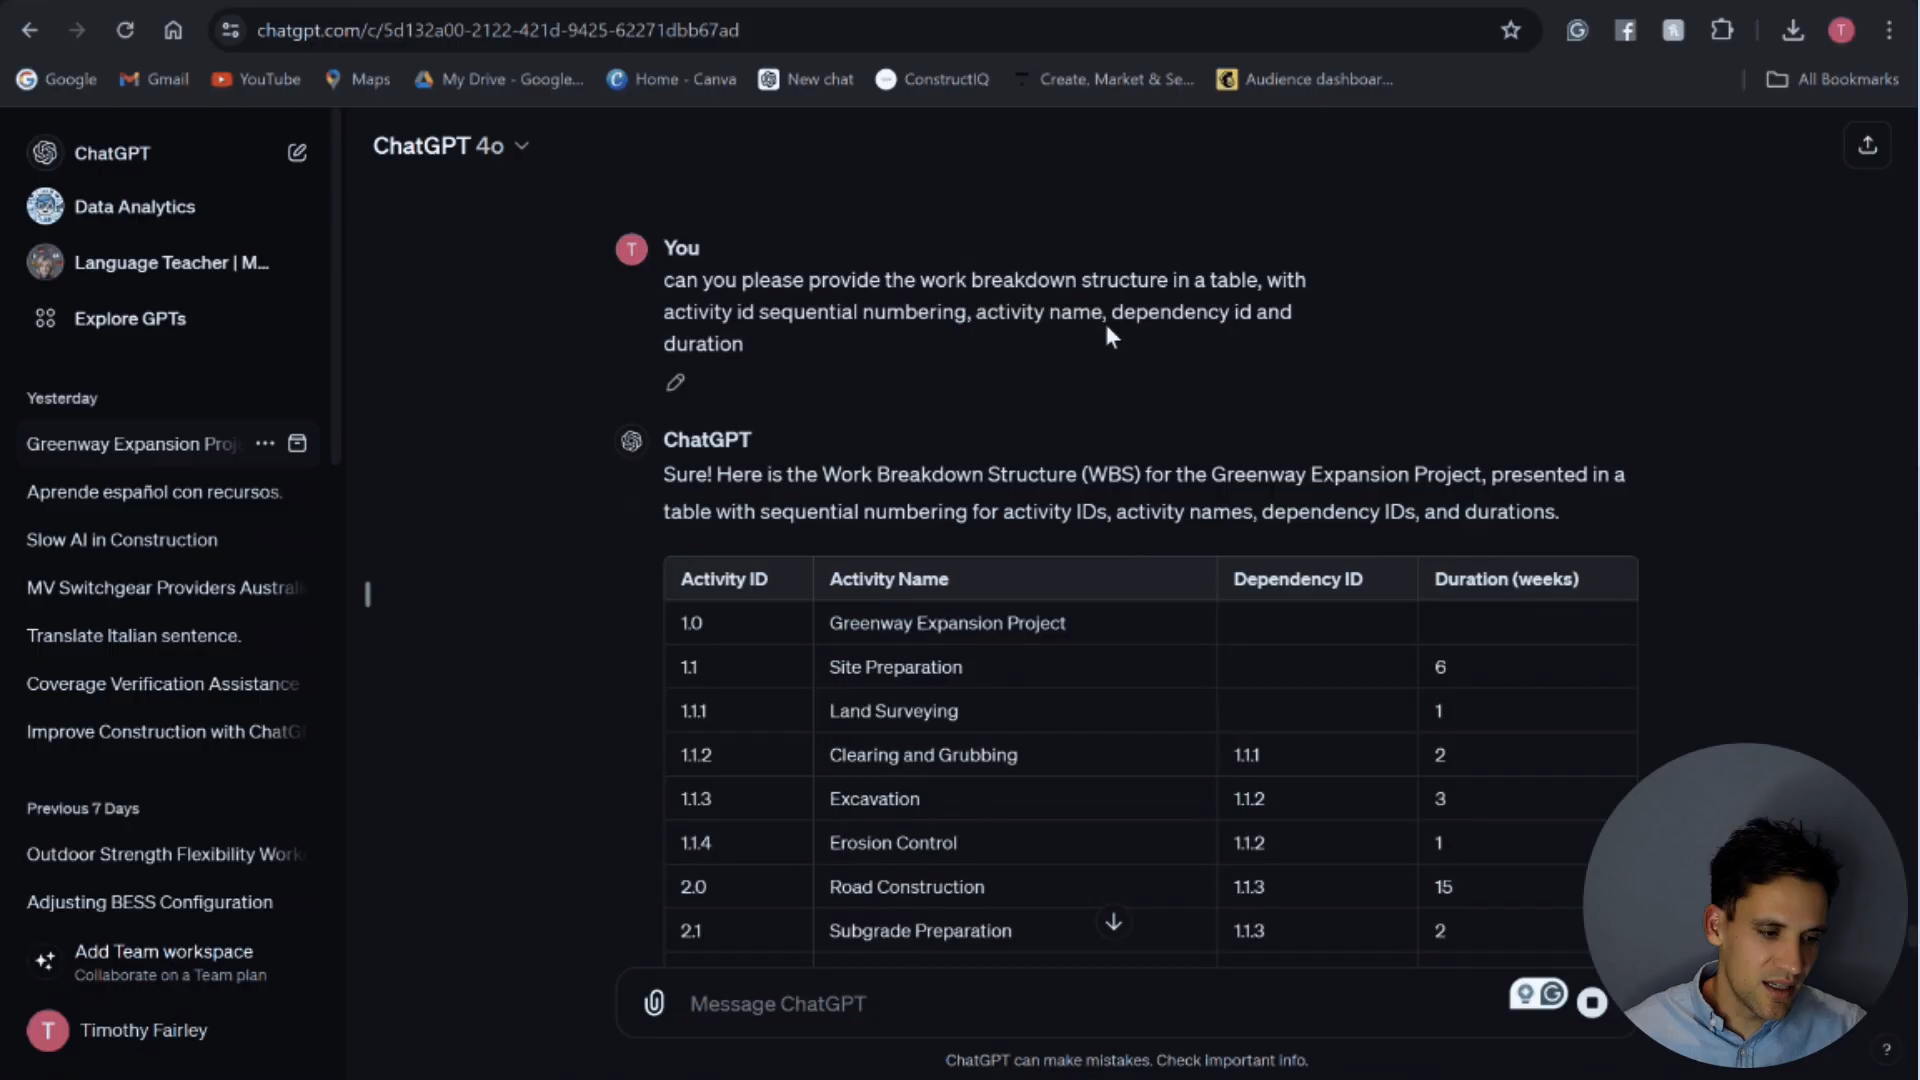 chatgpt.com/c/5d132a00-2122-421d-9425-62271dbb67ad
T
Google
Gmail
YouTube
Maps
My Drive - Google...
Home - Canva
New chat
ConstructIQ
Create, Market & Se...
Audience dashboar...
All Bookmarks
ChatGPT
Data Analytics
Language Teacher | M...
Explore GPTs
Yesterday
Greenway Expansion Proj
Aprende español con recursos.
Slow AI in Construction
MV Switchgear Providers Austral
Translate Italian sentence.
Coverage Verification Assistance
Improve Construction with ChatG
Previous 7 Days
Outdoor Strength Flexibility Work
Adjusting BESS Configuration
Add Team workspace
Collaborate on a Team plan
T Timothy Fairley
ChatGPT 4o
T You
can you please provide the work breakdown structure in a table, with
activity id sequential numbering, activity name, dependency id and
duration
ChatGPT
Sure! Here is the Work Breakdown Structure (WBS) for the Greenway Expansion Project, presented in a
table with sequential numbering for activity IDs, activity names, dependency IDs, and durations.
Activity ID Activity Name Dependency ID Duration (weeks)
1.0 Greenway Expansion Project
1.1 Site Preparation 6
1.1.1 Land Surveying 1
1.1.2 Clearing and Grubbing 1.1.1 2
1.1.3 Excavation 1.1.2 3
1.1.4 Erosion Control 1.1.2 1
2.0 Road Construction 1.1.3 15
2.1 Subgrade Preparation 1.1.3 2
Message ChatGPT
ChatGPT can make mistakes. Check important info.
?